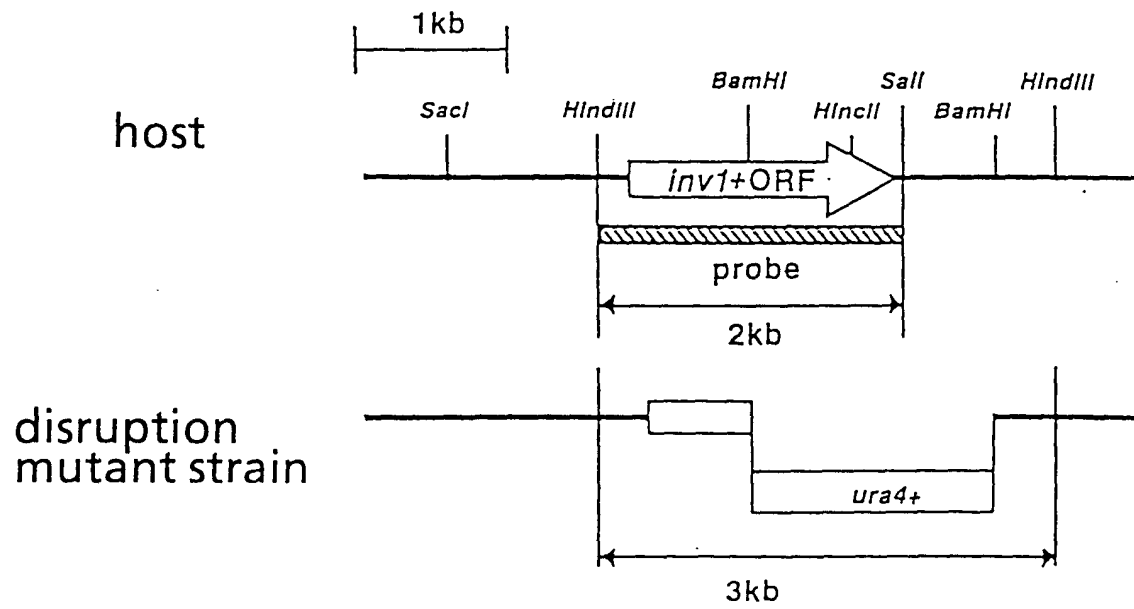 1kb
host
SacI
HindIII
BamHI
HincII
SalI
BamHI
HindIII
inv1+ORF
probe
2kb
disruption
mutant strain
ura4+
3kb